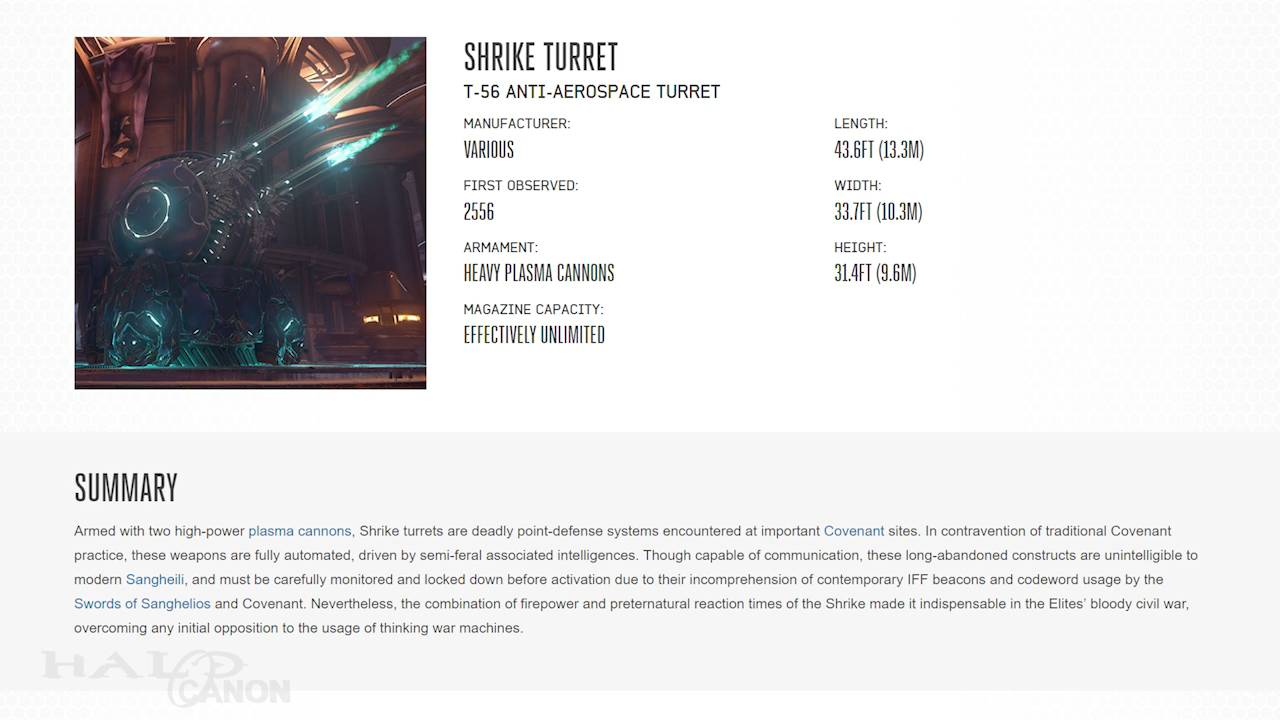 SHRIKE TURRET
T-56 ANTI-AEROSPACE TURRET
MANUFACTURER:
VARIOUS
FIRST OBSERVED:
2556
ARMAMENT:
HEAVY PLASMA CANNONS
MAGAZINE CAPACITY:
EFFECTIVELY UNLIMITED
LENGTH:
43.6FT (13.3M)
WIDTH:
33.7FT (10.3M)
HEIGHT:
31.4FT (9.6M)
SUMMARY
Armed with two high-power plasma cannons, Shrike turrets are deadly point-defense systems encountered at important Covenant sites. In contravention of traditional Covenant
practice, these weapons are fully automated, driven by semi-feral associated intelligences. Though capable of communication, these long-abandoned constructs are unintelligible to
modern Sangheili, and must be carefully monitored and locked down before activation due to their incomprehension of contemporary IFF beacons and codeword usage by the
Swords of Sanghelios and Covenant. Nevertheless, the combination of firepower and preternatural reaction times of the Shrike made it indispensable in the Elites' bloody civil war,
overcoming any initial opposition to the usage of thinking war machines.
HALO
CANON